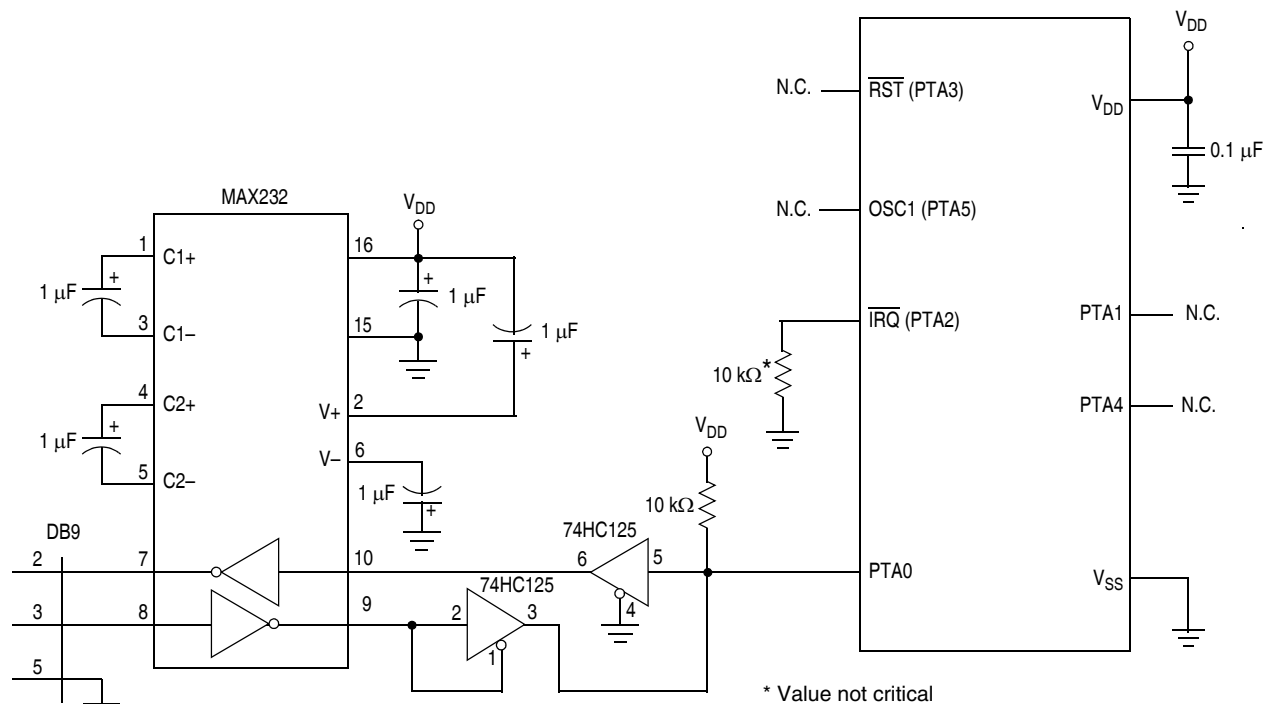 V_DD
N.C.
R̅S̅T̅ (PTA3)
V_DD
0.1 µF
MAX232
V_DD
N.C.
OSC1 (PTA5)
1
C1+
16
+
1 µF
+
1 µF
3
C1–
15
1 µF
+
I̅R̅Q̅ (PTA2)
PTA1
N.C.
10 kΩ*
4
C2+
V+
2
PTA4
N.C.
+
1 µF
V_DD
V–
6
5
C2–
1 µF
+
10 kΩ
DB9
74HC125
2
7
10
6
5
PTA0
V_SS
74HC125
4
3
8
9
2
3
1
5
* Value not critical